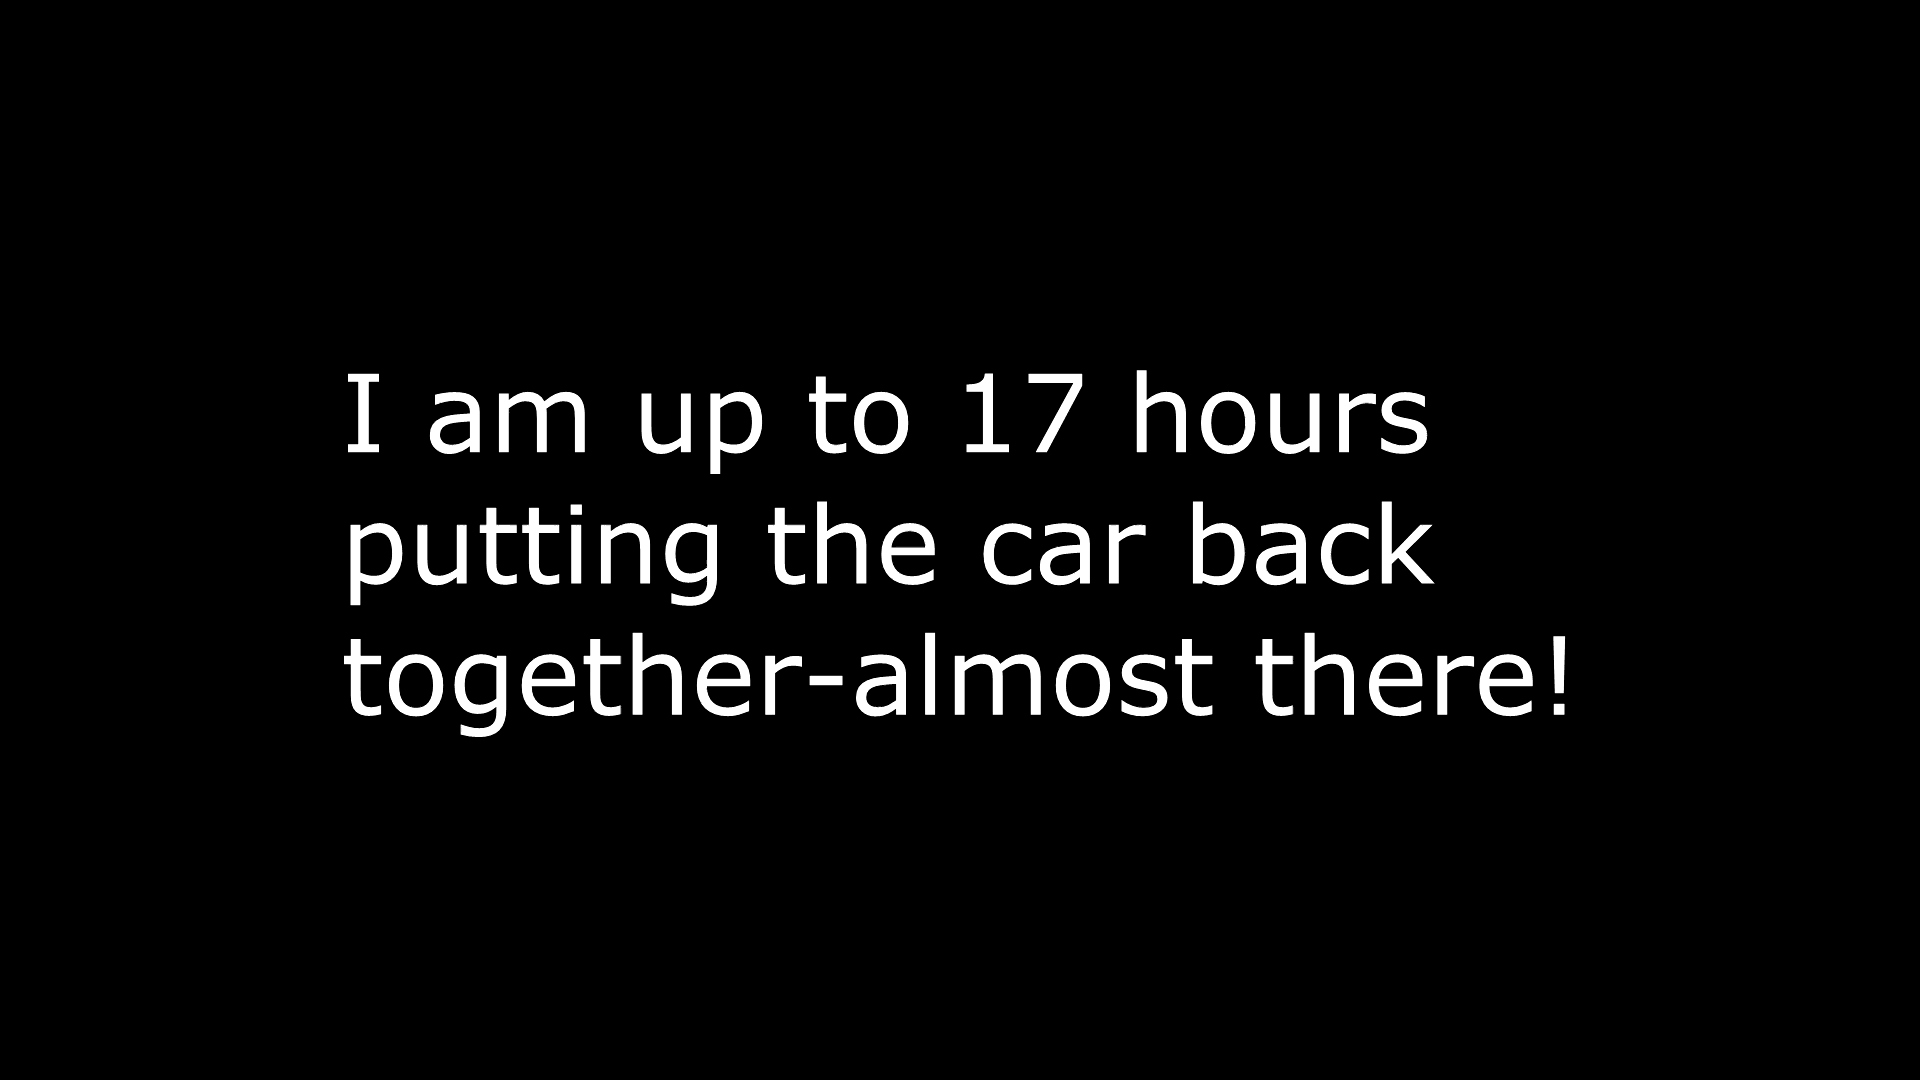 I am up to 17 hours
putting the car back
together-almost there!